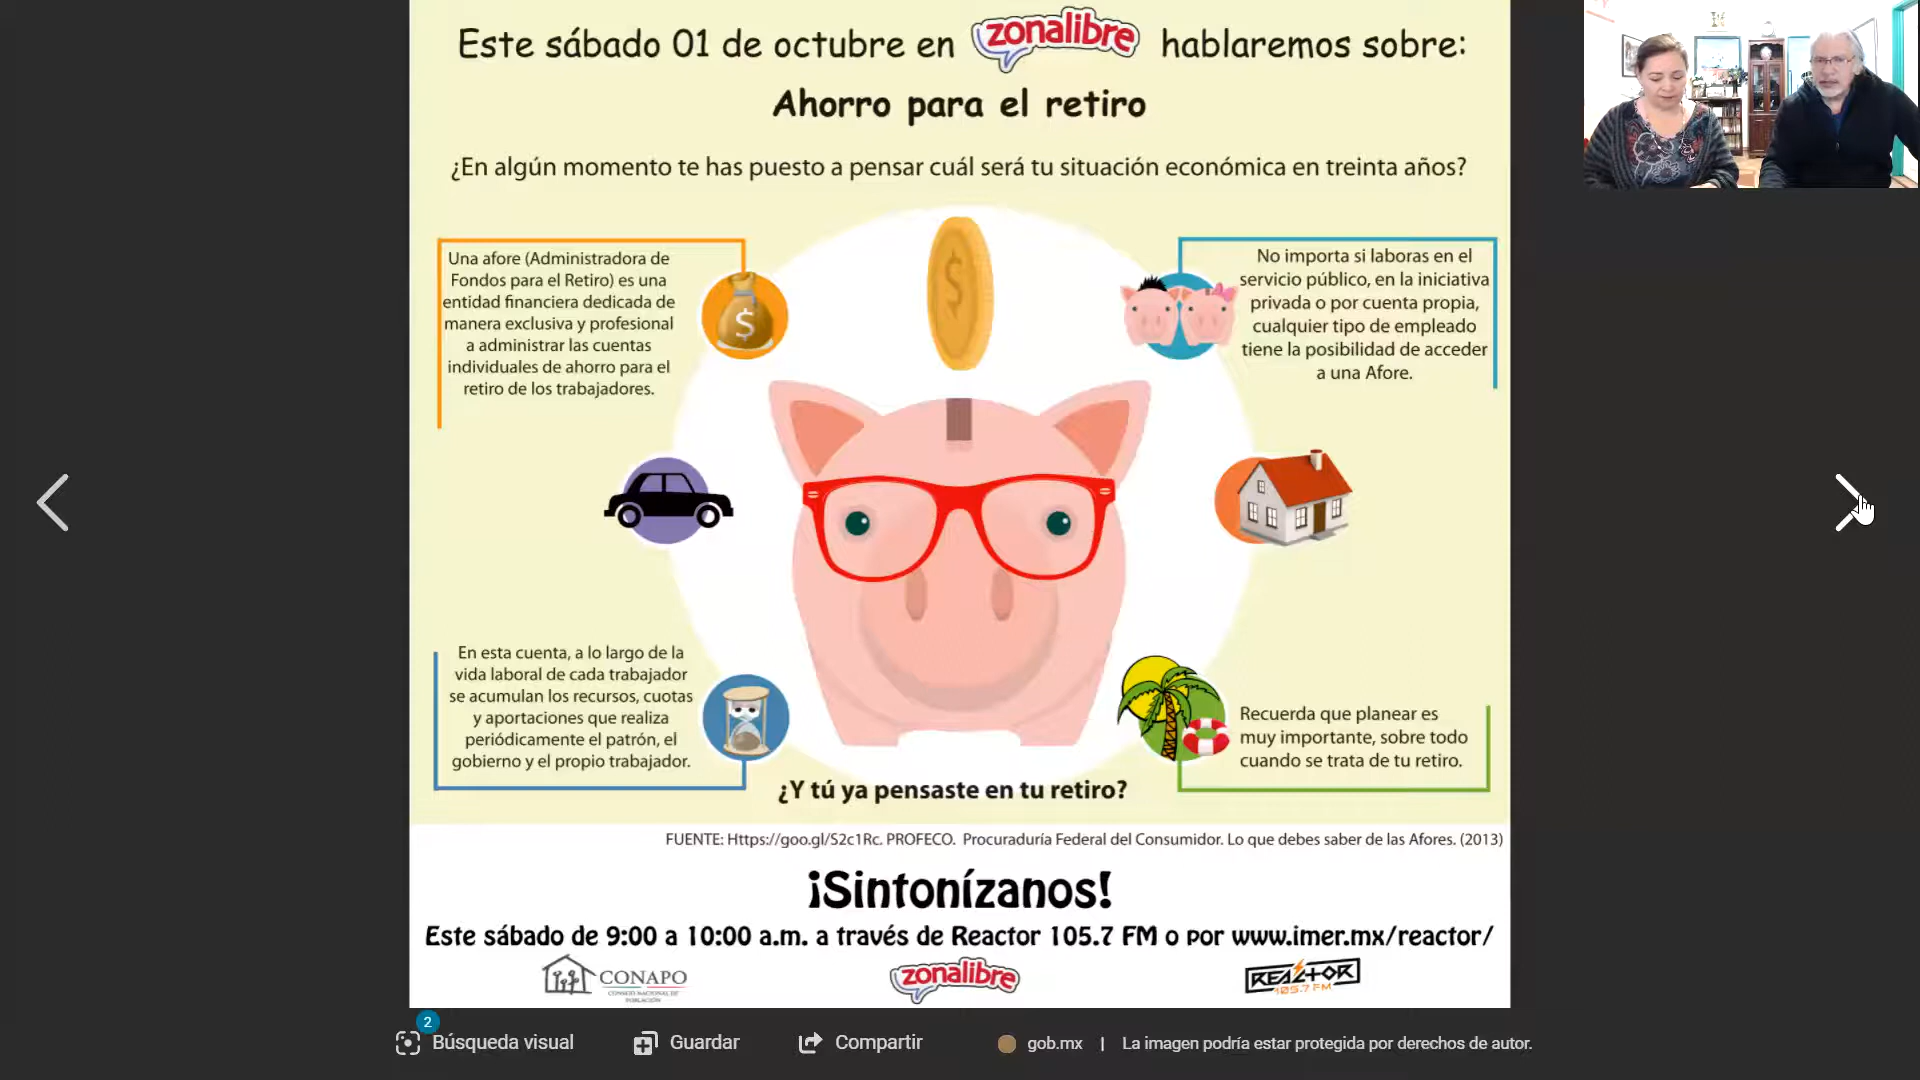 Este sábado 01 de octubre en zonalibre hablaremos sobre:
Ahorro para el retiro
¿En algún momento te has puesto a pensar cuál será tu situación económica en treinta años?
Una afore (Administradora de
Fondos para el Retiro) es una
entidad financiera dedicada de
manera exclusiva y profesional
a administrar las cuentas
individuales de ahorro para el
retiro de los trabajadores.
$
$
No importa si laboras en el
servicio público, en la iniciativa
privada o por cuenta propia,
cualquier tipo de empleado
tiene la posibilidad de acceder
a una Afore.
En esta cuenta, a lo largo de la
vida laboral de cada trabajador
se acumulan los recursos, cuotas
y aportaciones que realiza
periódicamente el patrón, el
gobierno y el propio trabajador.
Recuerda que planear es
muy importante, sobre todo
cuando se trata de tu retiro.
¿Y tú ya pensaste en tu retiro?
FUENTE: Https://goo.gl/S2c1Rc. PROFECO. Procuraduría Federal del Consumidor. Lo que debes saber de las Afores. (2013)
¡Sintonízanos!
Este sábado de 9:00 a 10:00 a.m. a través de Reactor 105.7 FM o por www.imer.mx/reactor/
CONAPO
CONSEJO NACIONAL DE
POBLACIÓN
zonalibre
REACTOR
105.7 FM
2
Búsqueda visual
Guardar
Compartir
gob.mx | La imagen podría estar protegida por derechos de autor.